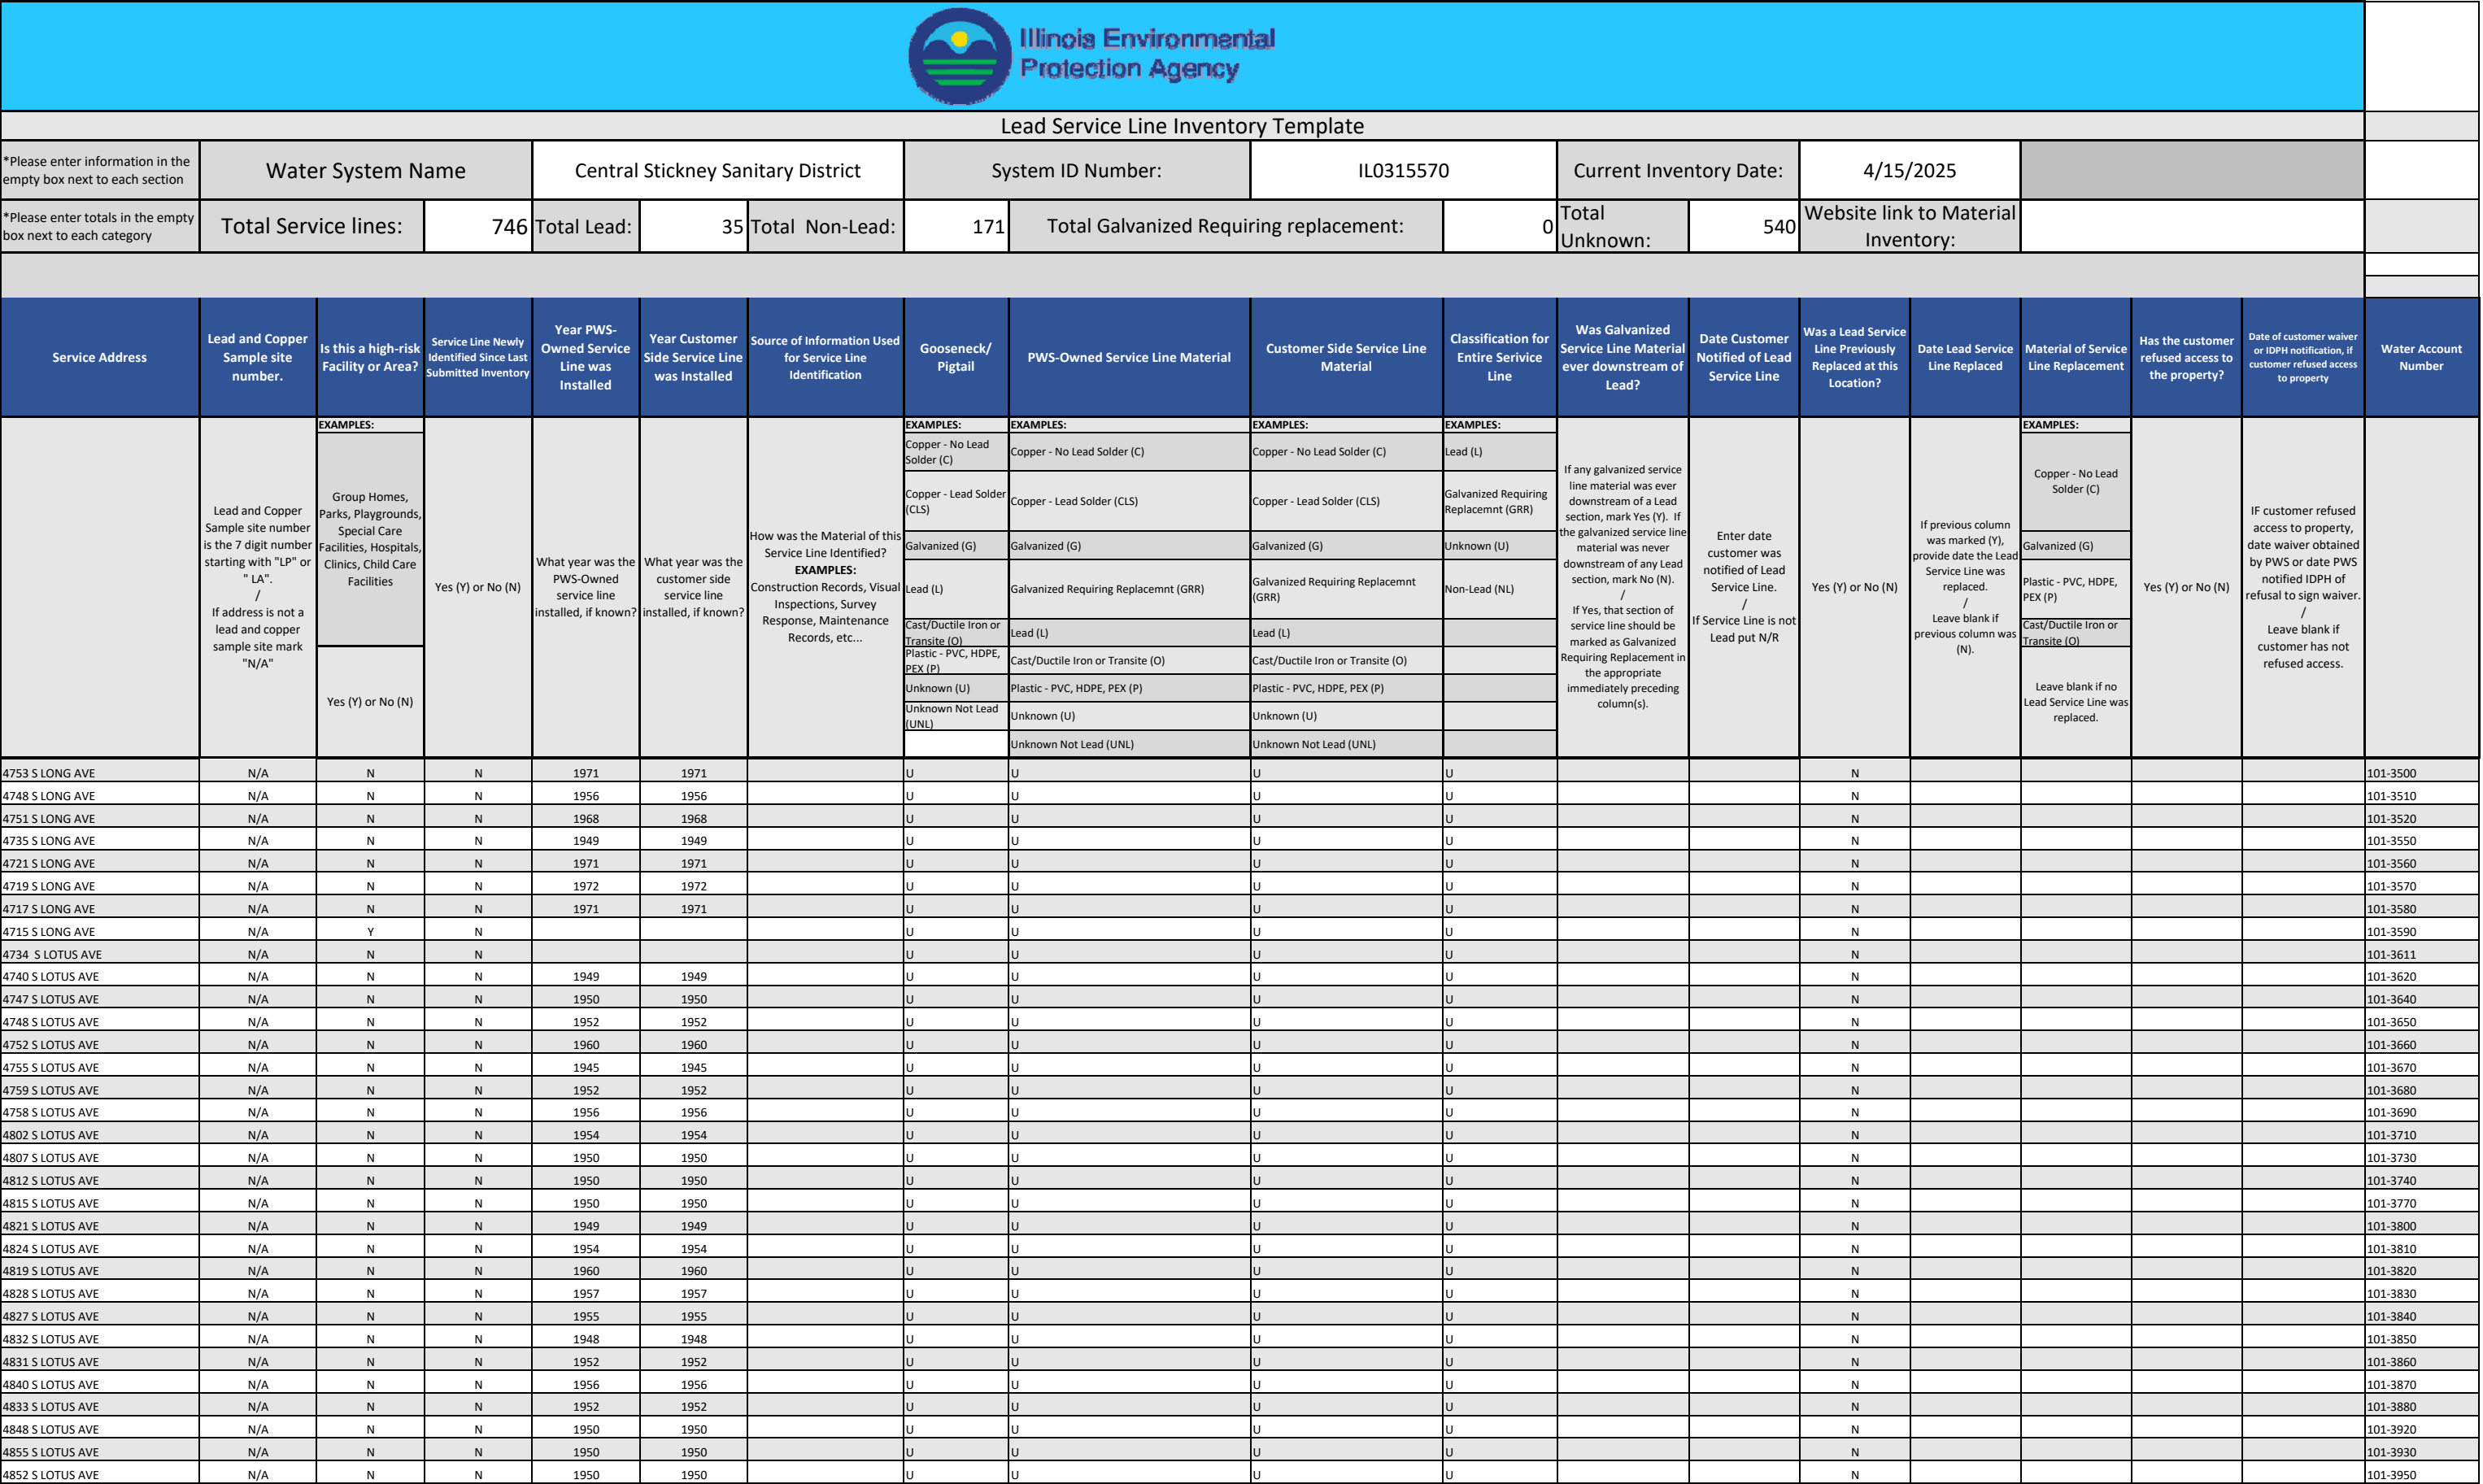 Illinois Environmental
Protection Agency
Lead Service Line Inventory Template
*Please enter information in the
empty box next to each section
Water System Name
Central Stickney Sanitary District
System ID Number:
IL0315570
Current Inventory Date:
4/15/2025
*Please enter totals in the empty
box next to each category
Total Service lines:
746
Total Lead:
35
Total  Non-Lead:
171
Total Galvanized Requiring replacement:
0
Total
Unknown:
540
Website link to Material
Inventory:
Service Address
Lead and Copper
Sample site
number.
Is this a high-risk
Facility or Area?
Service Line Newly
Identified Since Last
Submitted Inventory
Year PWS-
Owned Service
Line was
Installed
Year Customer
Side Service Line
was Installed
Source of Information Used
for Service Line
Identification
Gooseneck/
Pigtail
PWS-Owned Service Line Material
Customer Side Service Line
Material
Classification for
Entire Serivice
Line
Was Galvanized
Service Line Material
ever downstream of
Lead?
Date Customer
Notified of Lead
Service Line
Was a Lead Service
Line Previously
Replaced at this
Location?
Date Lead Service
Line Replaced
Material of Service
Line Replacement
Has the customer
refused access to
the property?
Date of customer waiver
or IDPH notification, if
customer refused access
to property
Water Account
Number
Lead and Copper
Sample site number
is the 7 digit number
starting with "LP" or
" LA".
/
If address is not a
lead and copper
sample site mark
"N/A"
EXAMPLES:
Group Homes,
Parks, Playgrounds,
Special Care
Facilities, Hospitals,
Clinics, Child Care
Facilities
Yes (Y) or No (N)
Yes (Y) or No (N)
What year was the
PWS-Owned
service line
installed, if known?
What year was the
customer side
service line
installed, if known?
How was the Material of this
Service Line Identified?
EXAMPLES:
Construction Records, Visual
Inspections, Survey
Response, Maintenance
Records, etc...
EXAMPLES:
Copper - No Lead
Solder (C)
Copper - Lead Solder
(CLS)
Galvanized (G)
Lead (L)
Cast/Ductile Iron or
Transite (O)
Plastic - PVC, HDPE,
PEX (P)
Unknown (U)
Unknown Not Lead
(UNL)
EXAMPLES:
Copper - No Lead Solder (C)
Copper - Lead Solder (CLS)
Galvanized (G)
Galvanized Requiring Replacemnt (GRR)
Lead (L)
Cast/Ductile Iron or Transite (O)
Plastic - PVC, HDPE, PEX (P)
Unknown (U)
Unknown Not Lead (UNL)
EXAMPLES:
Copper - No Lead Solder (C)
Copper - Lead Solder (CLS)
Galvanized (G)
Galvanized Requiring Replacemnt
(GRR)
Lead (L)
Cast/Ductile Iron or Transite (O)
Plastic - PVC, HDPE, PEX (P)
Unknown (U)
Unknown Not Lead (UNL)
EXAMPLES:
Lead (L)
Galvanized Requiring
Replacemnt (GRR)
Unknown (U)
Non-Lead (NL)
If any galvanized service
line material was ever
downstream of a Lead
section, mark Yes (Y).  If
the galvanized service line
material was never
downstream of any Lead
section, mark No (N).
/
If Yes, that section of
service line should be
marked as Galvanized
Requiring Replacement in
the appropriate
immediately preceding
column(s).
Enter date
customer was
notified of Lead
Service Line.
/
If Service Line is not
Lead put N/R
Yes (Y) or No (N)
If previous column
was marked (Y),
provide date the Lead
Service Line was
replaced.
/
Leave blank if
previous column was
(N).
EXAMPLES:
Copper - No Lead
Solder (C)
Galvanized (G)
Plastic - PVC, HDPE,
PEX (P)
Cast/Ductile Iron or
Transite (O)
Leave blank if no
Lead Service Line was
replaced.
Yes (Y) or No (N)
IF customer refused
access to property,
date waiver obtained
by PWS or date PWS
notified IDPH of
refusal to sign waiver.
/
Leave blank if
customer has not
refused access.
4753 S LONG AVE N/A N N 1971 1971 U U U U N 101-3500
4748 S LONG AVE N/A N N 1956 1956 U U U U N 101-3510
4751 S LONG AVE N/A N N 1968 1968 U U U U N 101-3520
4735 S LONG AVE N/A N N 1949 1949 U U U U N 101-3550
4721 S LONG AVE N/A N N 1971 1971 U U U U N 101-3560
4719 S LONG AVE N/A N N 1972 1972 U U U U N 101-3570
4717 S LONG AVE N/A N N 1971 1971 U U U U N 101-3580
4715 S LONG AVE N/A Y N U U U U N 101-3590
4734  S LOTUS AVE N/A N N U U U U N 101-3611
4740 S LOTUS AVE N/A N N 1949 1949 U U U U N 101-3620
4747 S LOTUS AVE N/A N N 1950 1950 U U U U N 101-3640
4748 S LOTUS AVE N/A N N 1952 1952 U U U U N 101-3650
4752 S LOTUS AVE N/A N N 1960 1960 U U U U N 101-3660
4755 S LOTUS AVE N/A N N 1945 1945 U U U U N 101-3670
4759 S LOTUS AVE N/A N N 1952 1952 U U U U N 101-3680
4758 S LOTUS AVE N/A N N 1956 1956 U U U U N 101-3690
4802 S LOTUS AVE N/A N N 1954 1954 U U U U N 101-3710
4807 S LOTUS AVE N/A N N 1950 1950 U U U U N 101-3730
4812 S LOTUS AVE N/A N N 1950 1950 U U U U N 101-3740
4815 S LOTUS AVE N/A N N 1950 1950 U U U U N 101-3770
4821 S LOTUS AVE N/A N N 1949 1949 U U U U N 101-3800
4824 S LOTUS AVE N/A N N 1954 1954 U U U U N 101-3810
4819 S LOTUS AVE N/A N N 1960 1960 U U U U N 101-3820
4828 S LOTUS AVE N/A N N 1957 1957 U U U U N 101-3830
4827 S LOTUS AVE N/A N N 1955 1955 U U U U N 101-3840
4832 S LOTUS AVE N/A N N 1948 1948 U U U U N 101-3850
4831 S LOTUS AVE N/A N N 1952 1952 U U U U N 101-3860
4840 S LOTUS AVE N/A N N 1956 1956 U U U U N 101-3870
4833 S LOTUS AVE N/A N N 1952 1952 U U U U N 101-3880
4848 S LOTUS AVE N/A N N 1950 1950 U U U U N 101-3920
4855 S LOTUS AVE N/A N N 1950 1950 U U U U N 101-3930
4852 S LOTUS AVE N/A N N 1950 1950 U U U U N 101-3950